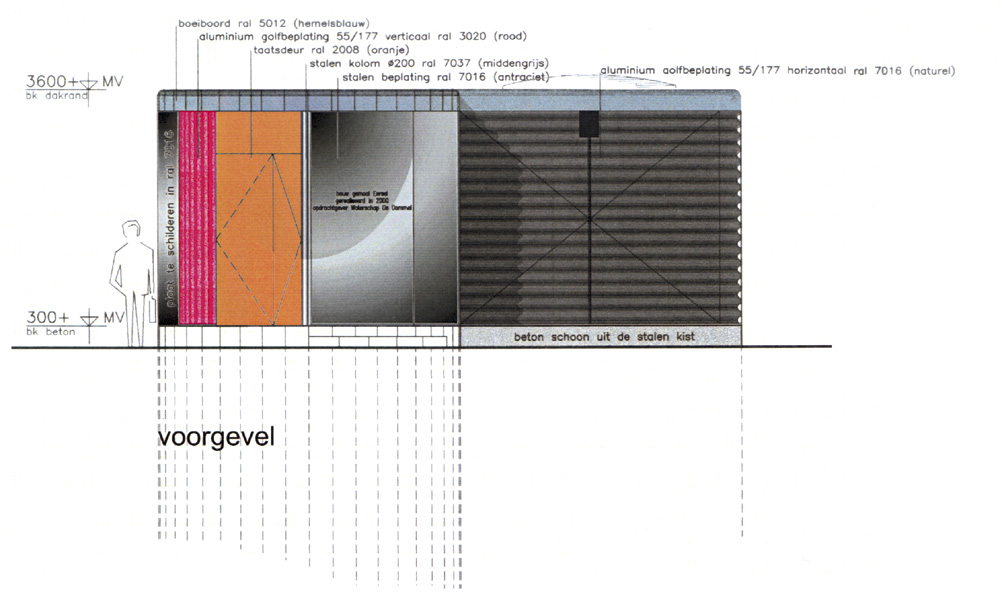 boeiboord ral 5012 (hemelsblauw)
aluminium golfbeplating 55/177 verticaal ral 3020 (rood)
taatsdeur ral 2008 (oranje)
stalen kolom ø200 ral 7037 (middengrijs)
stalen beplating ral 7016 (antraciet)
aluminium golfbeplating 55/177 horizontaal ral 7016 (naturel)
3600+ MV
bk dakrand
plaat te schilderen in ral 7016
bouw gemaal Eersel
gerealiseerd in 2000
opdrachtgever Waterschap De Dommel
300+ MV
bk beton
beton schoon uit de stalen kist
voorgevel